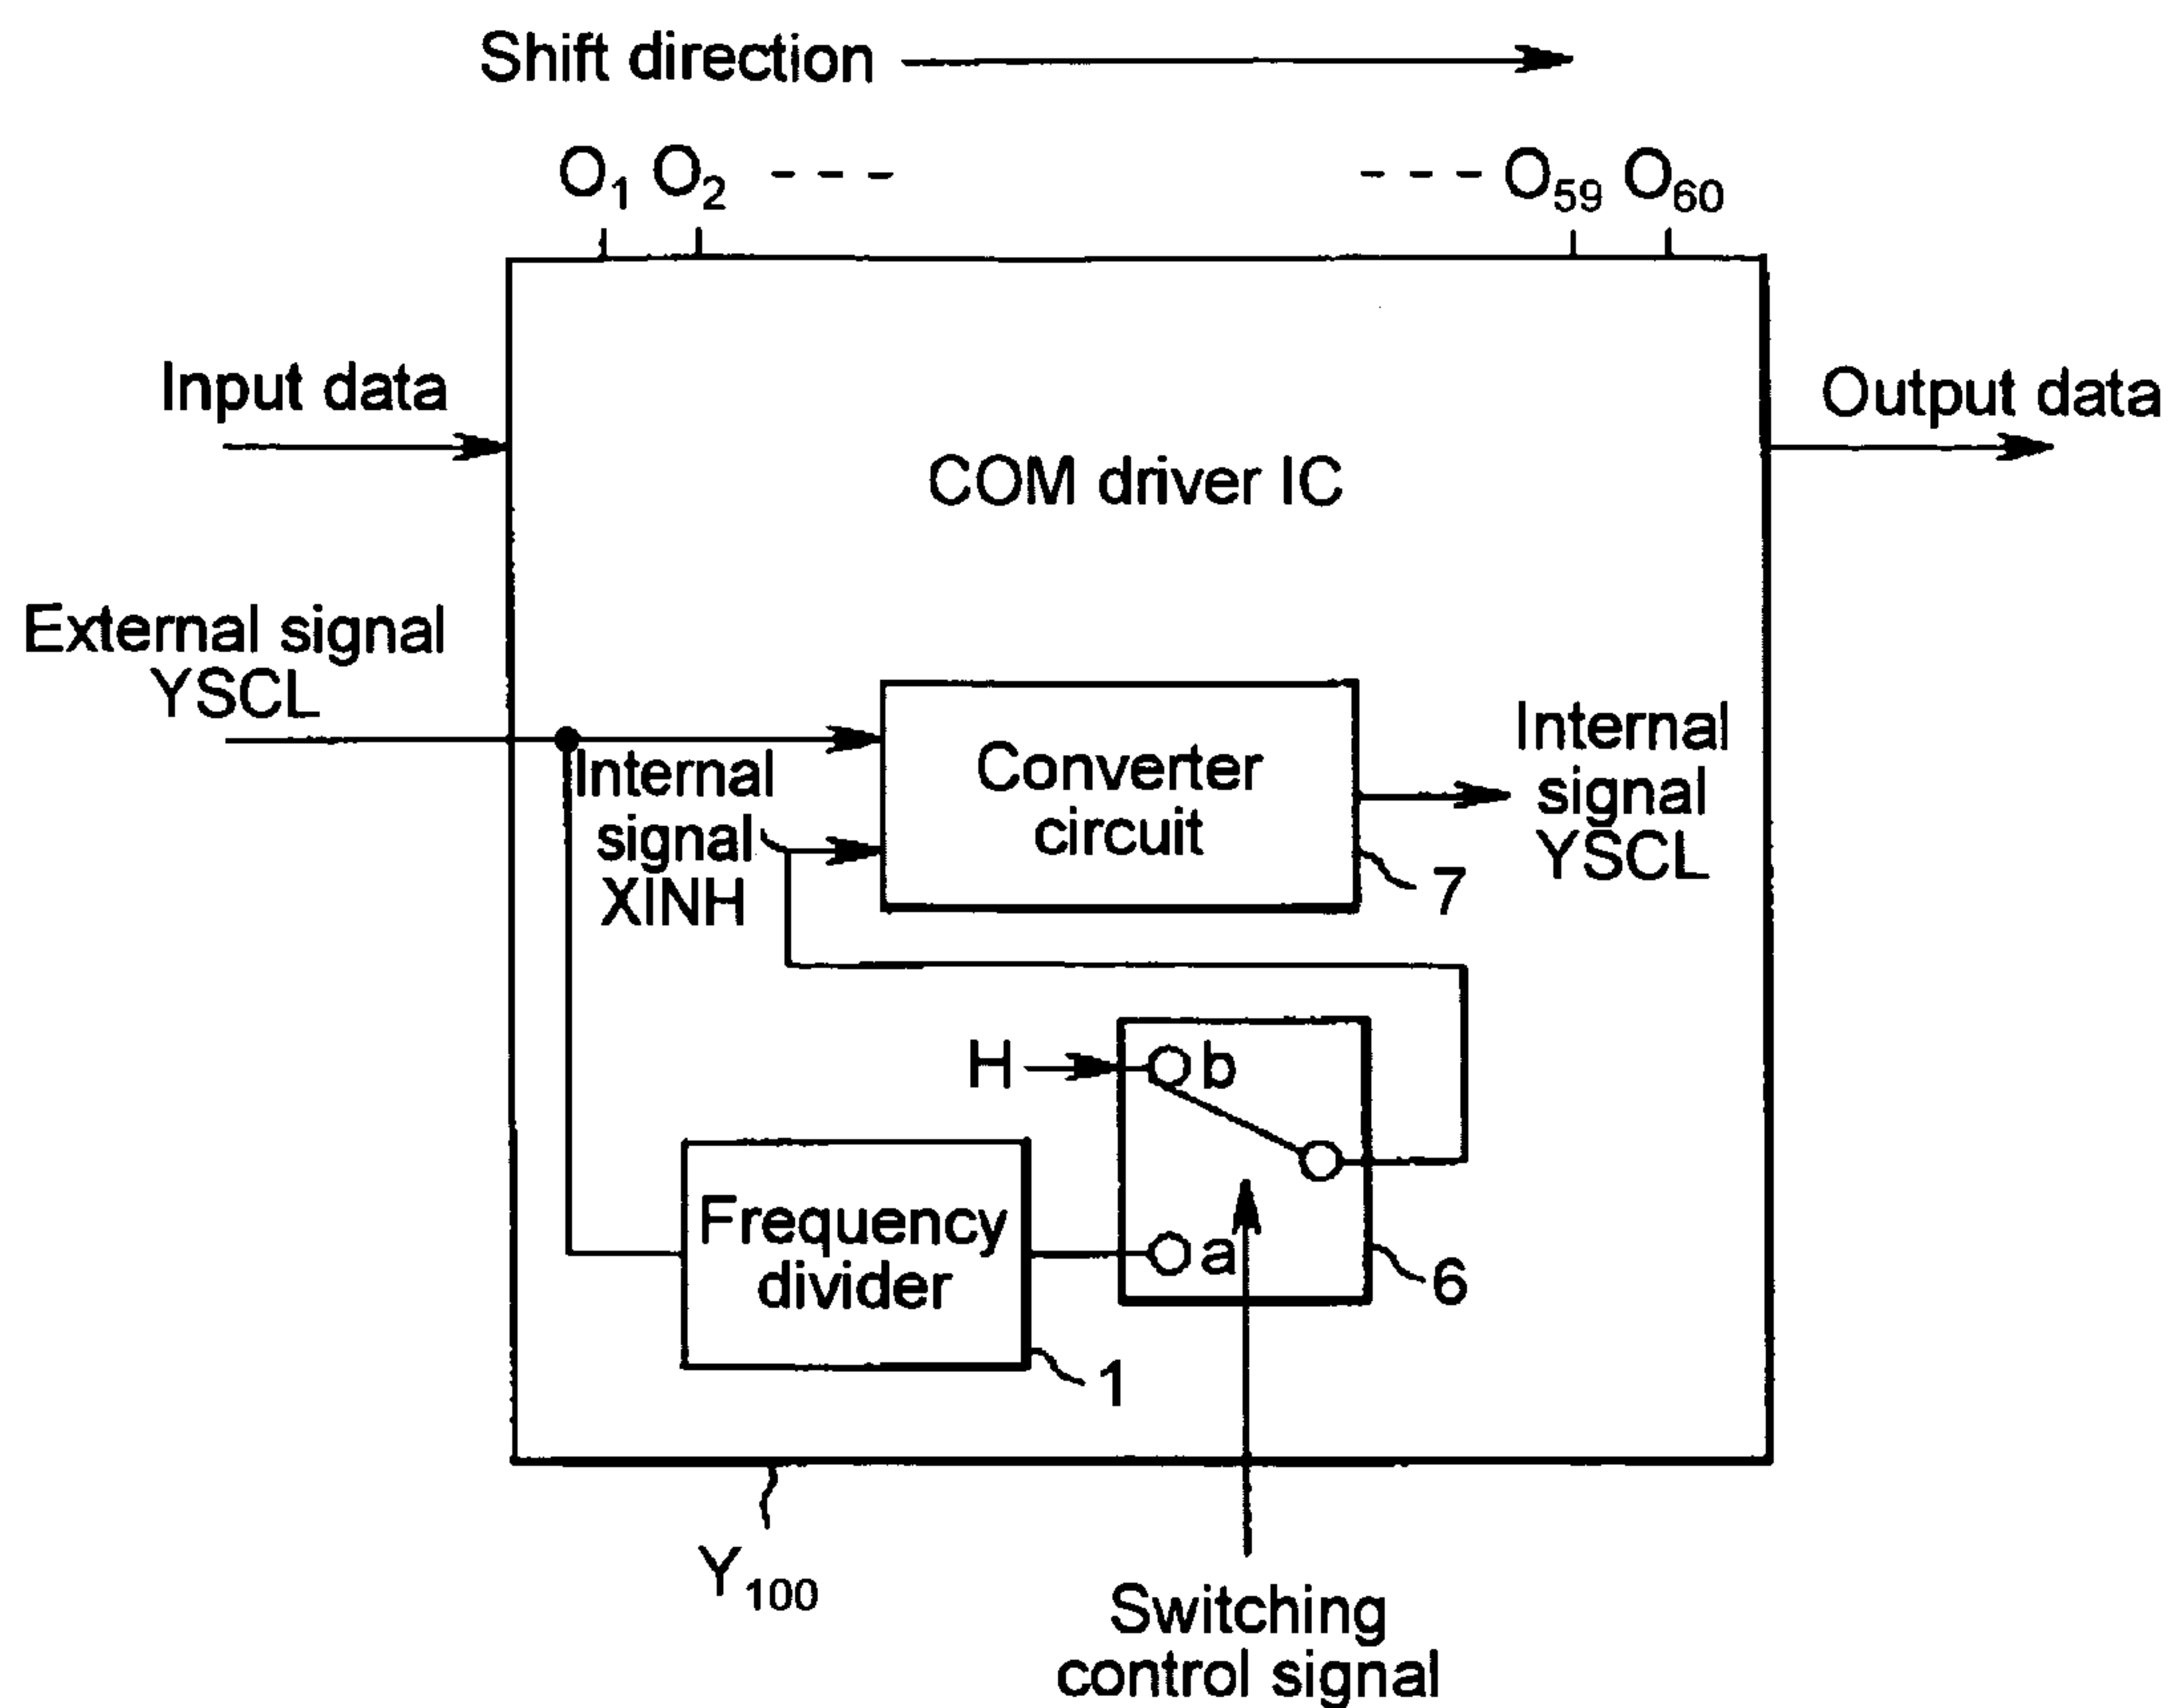 Shift direction
O1 O2 --- --- O59 O60
Input data
Output data
COM driver IC
External signal
YSCL
Internal
signal
XINH
Converter
circuit
7
Internal
signal
YSCL
H
b
a
6
Frequency
divider
1
Y100
Switching
control signal